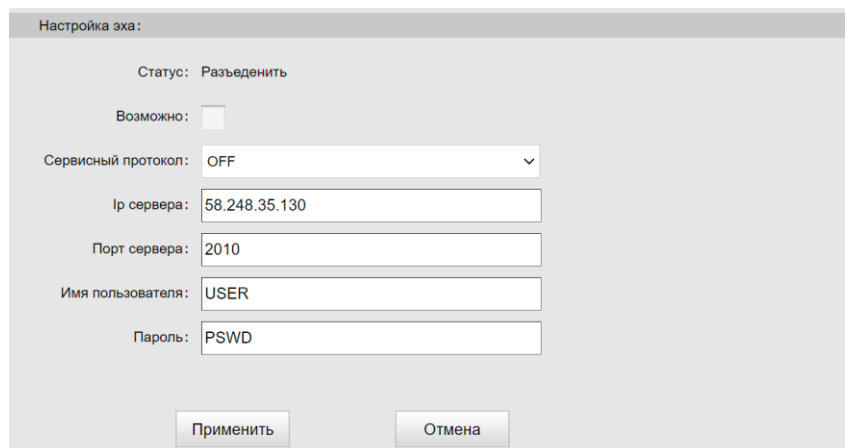 Настройка эха:
Статус: Разъеденить
Возможно:
Сервисный протокол: OFF
Ip сервера: 58.248.35.130
Порт сервера: 2010
Имя пользователя: USER
Пароль: PSWD
Применить Отмена